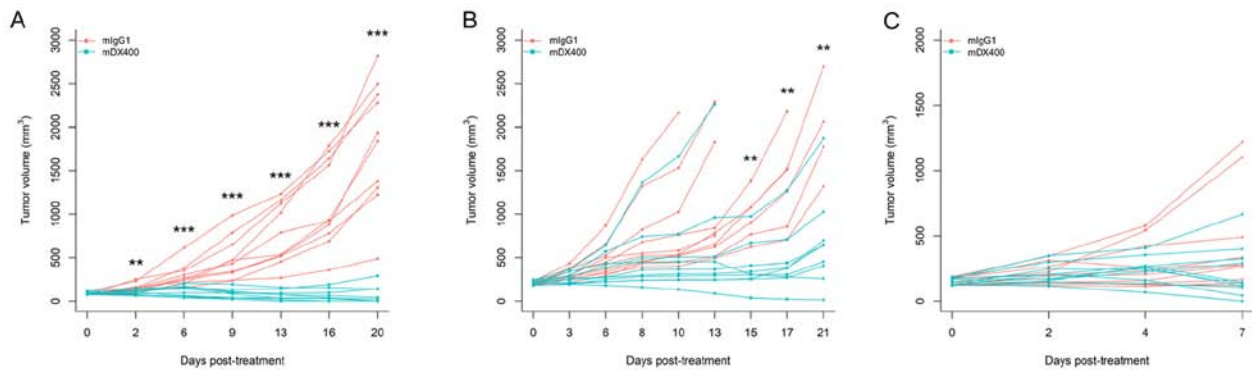 A
mIgG1
mDX400
Tumor volume (mm³)
3000
2500
2000
1500
1000
500
0
**
***
***
***
***
***
0 2 6 9 13 16 20
Days post-treatment
B
mIgG1
mDX400
Tumor volume (mm³)
3000
2500
2000
1500
1000
500
0
**
**
**
0 3 6 8 10 13 15 17 21
Days post-treatment
C
mIgG1
mDX400
Tumor volume (mm³)
2000
1500
1000
500
0
0 2 4 7
Days post-treatment